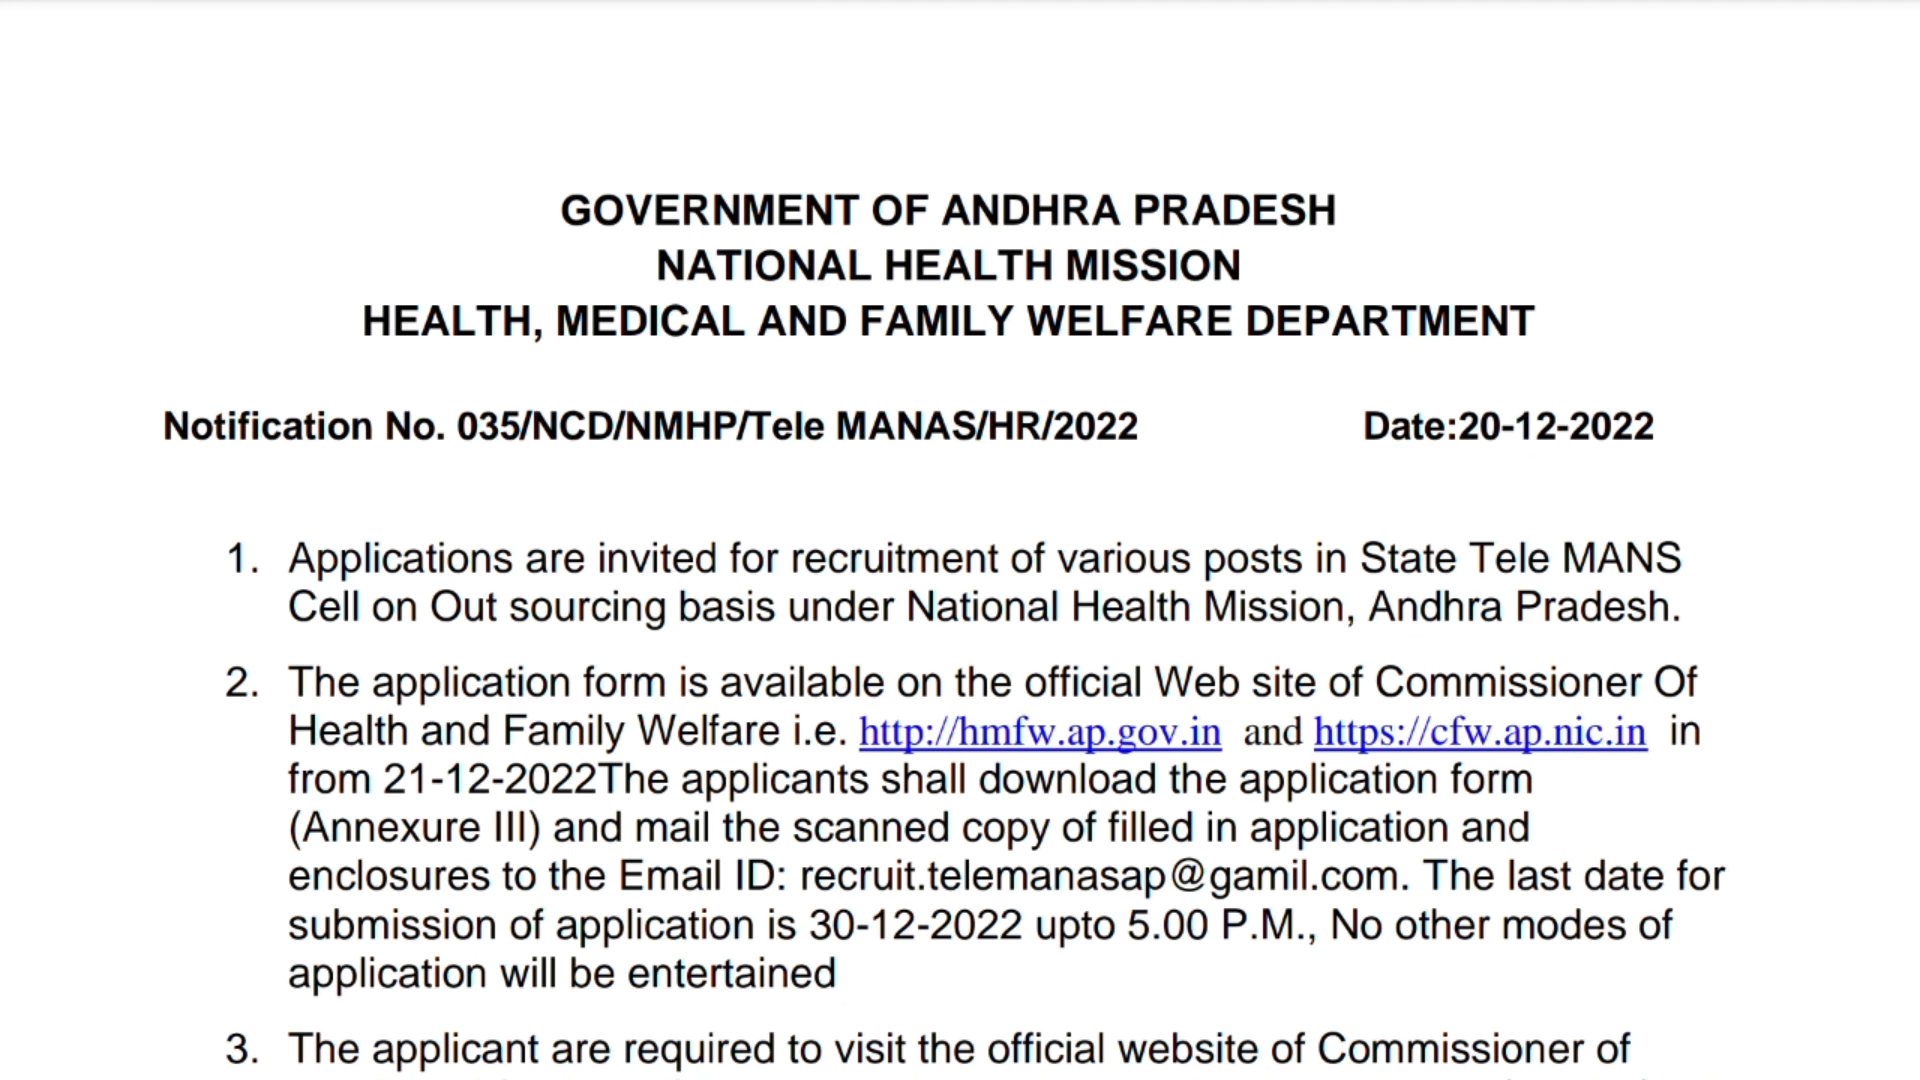 GOVERNMENT OF ANDHRA PRADESH
NATIONAL HEALTH MISSION
HEALTH, MEDICAL AND FAMILY WELFARE DEPARTMENT
Notification No. 035/NCD/NMHP/Tele MANAS/HR/2022 Date:20-12-2022
1. Applications are invited for recruitment of various posts in State Tele MANS
Cell on Out sourcing basis under National Health Mission, Andhra Pradesh.
2. The application form is available on the official Web site of Commissioner Of
Health and Family Welfare i.e. http://hmfw.ap.gov.in and https://cfw.ap.nic.in in
from 21-12-2022The applicants shall download the application form
(Annexure III) and mail the scanned copy of filled in application and
enclosures to the Email ID: recruit.telemanasap@gamil.com. The last date for
submission of application is 30-12-2022 upto 5.00 P.M., No other modes of
application will be entertained
3. The applicant are required to visit the official website of Commissioner of